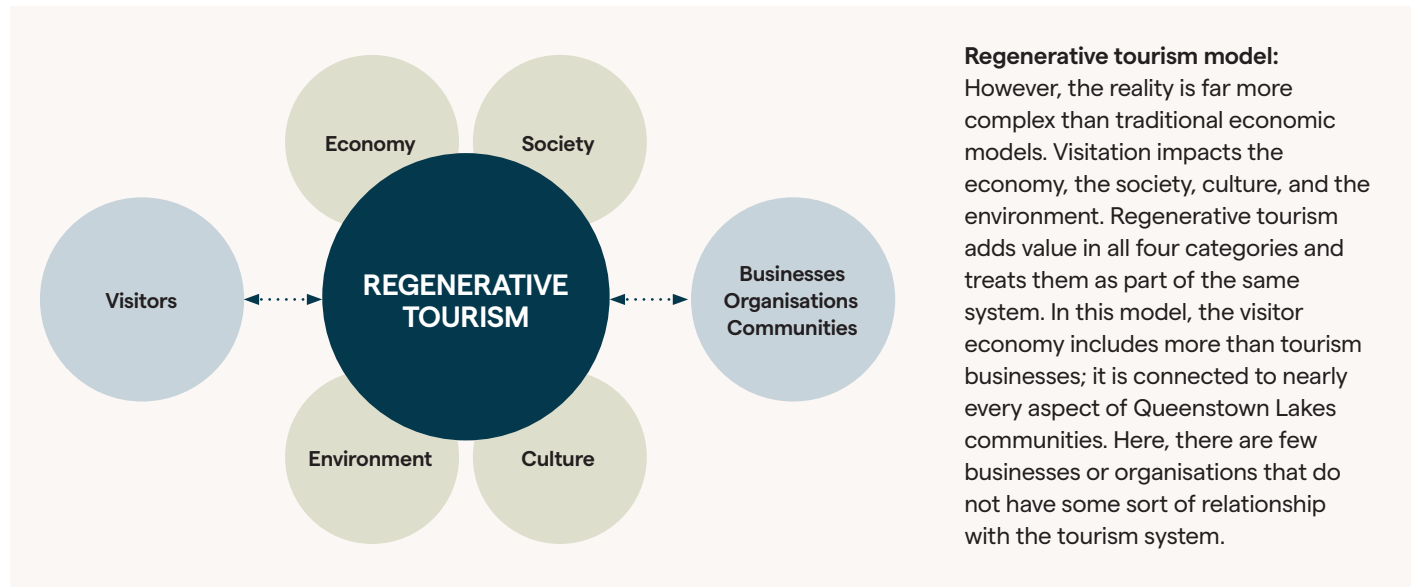 Economy
Society
Visitors
REGENERATIVE
TOURISM
Businesses
Organisations
Communities
Environment
Culture
Regenerative tourism model:
However, the reality is far more
complex than traditional economic
models. Visitation impacts the
economy, the society, culture, and the
environment. Regenerative tourism
adds value in all four categories and
treats them as part of the same
system. In this model, the visitor
economy includes more than tourism
businesses; it is connected to nearly
every aspect of Queenstown Lakes
communities. Here, there are few
businesses or organisations that do
not have some sort of relationship
with the tourism system.